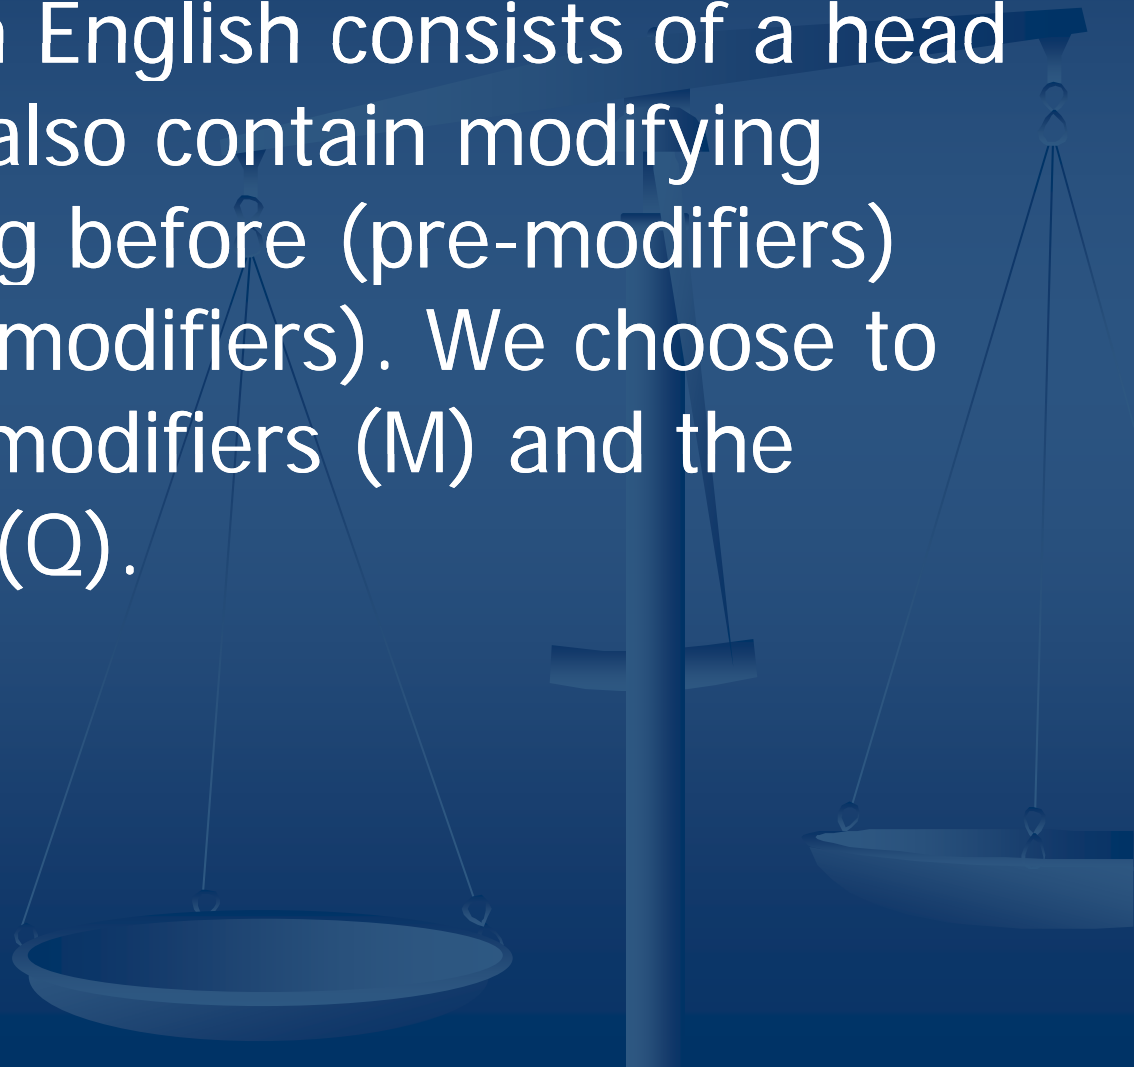 English consists of a head
also contain modifying
before (pre-modifiers)
modifiers). We choose to
modifiers (M) and the
(Q).